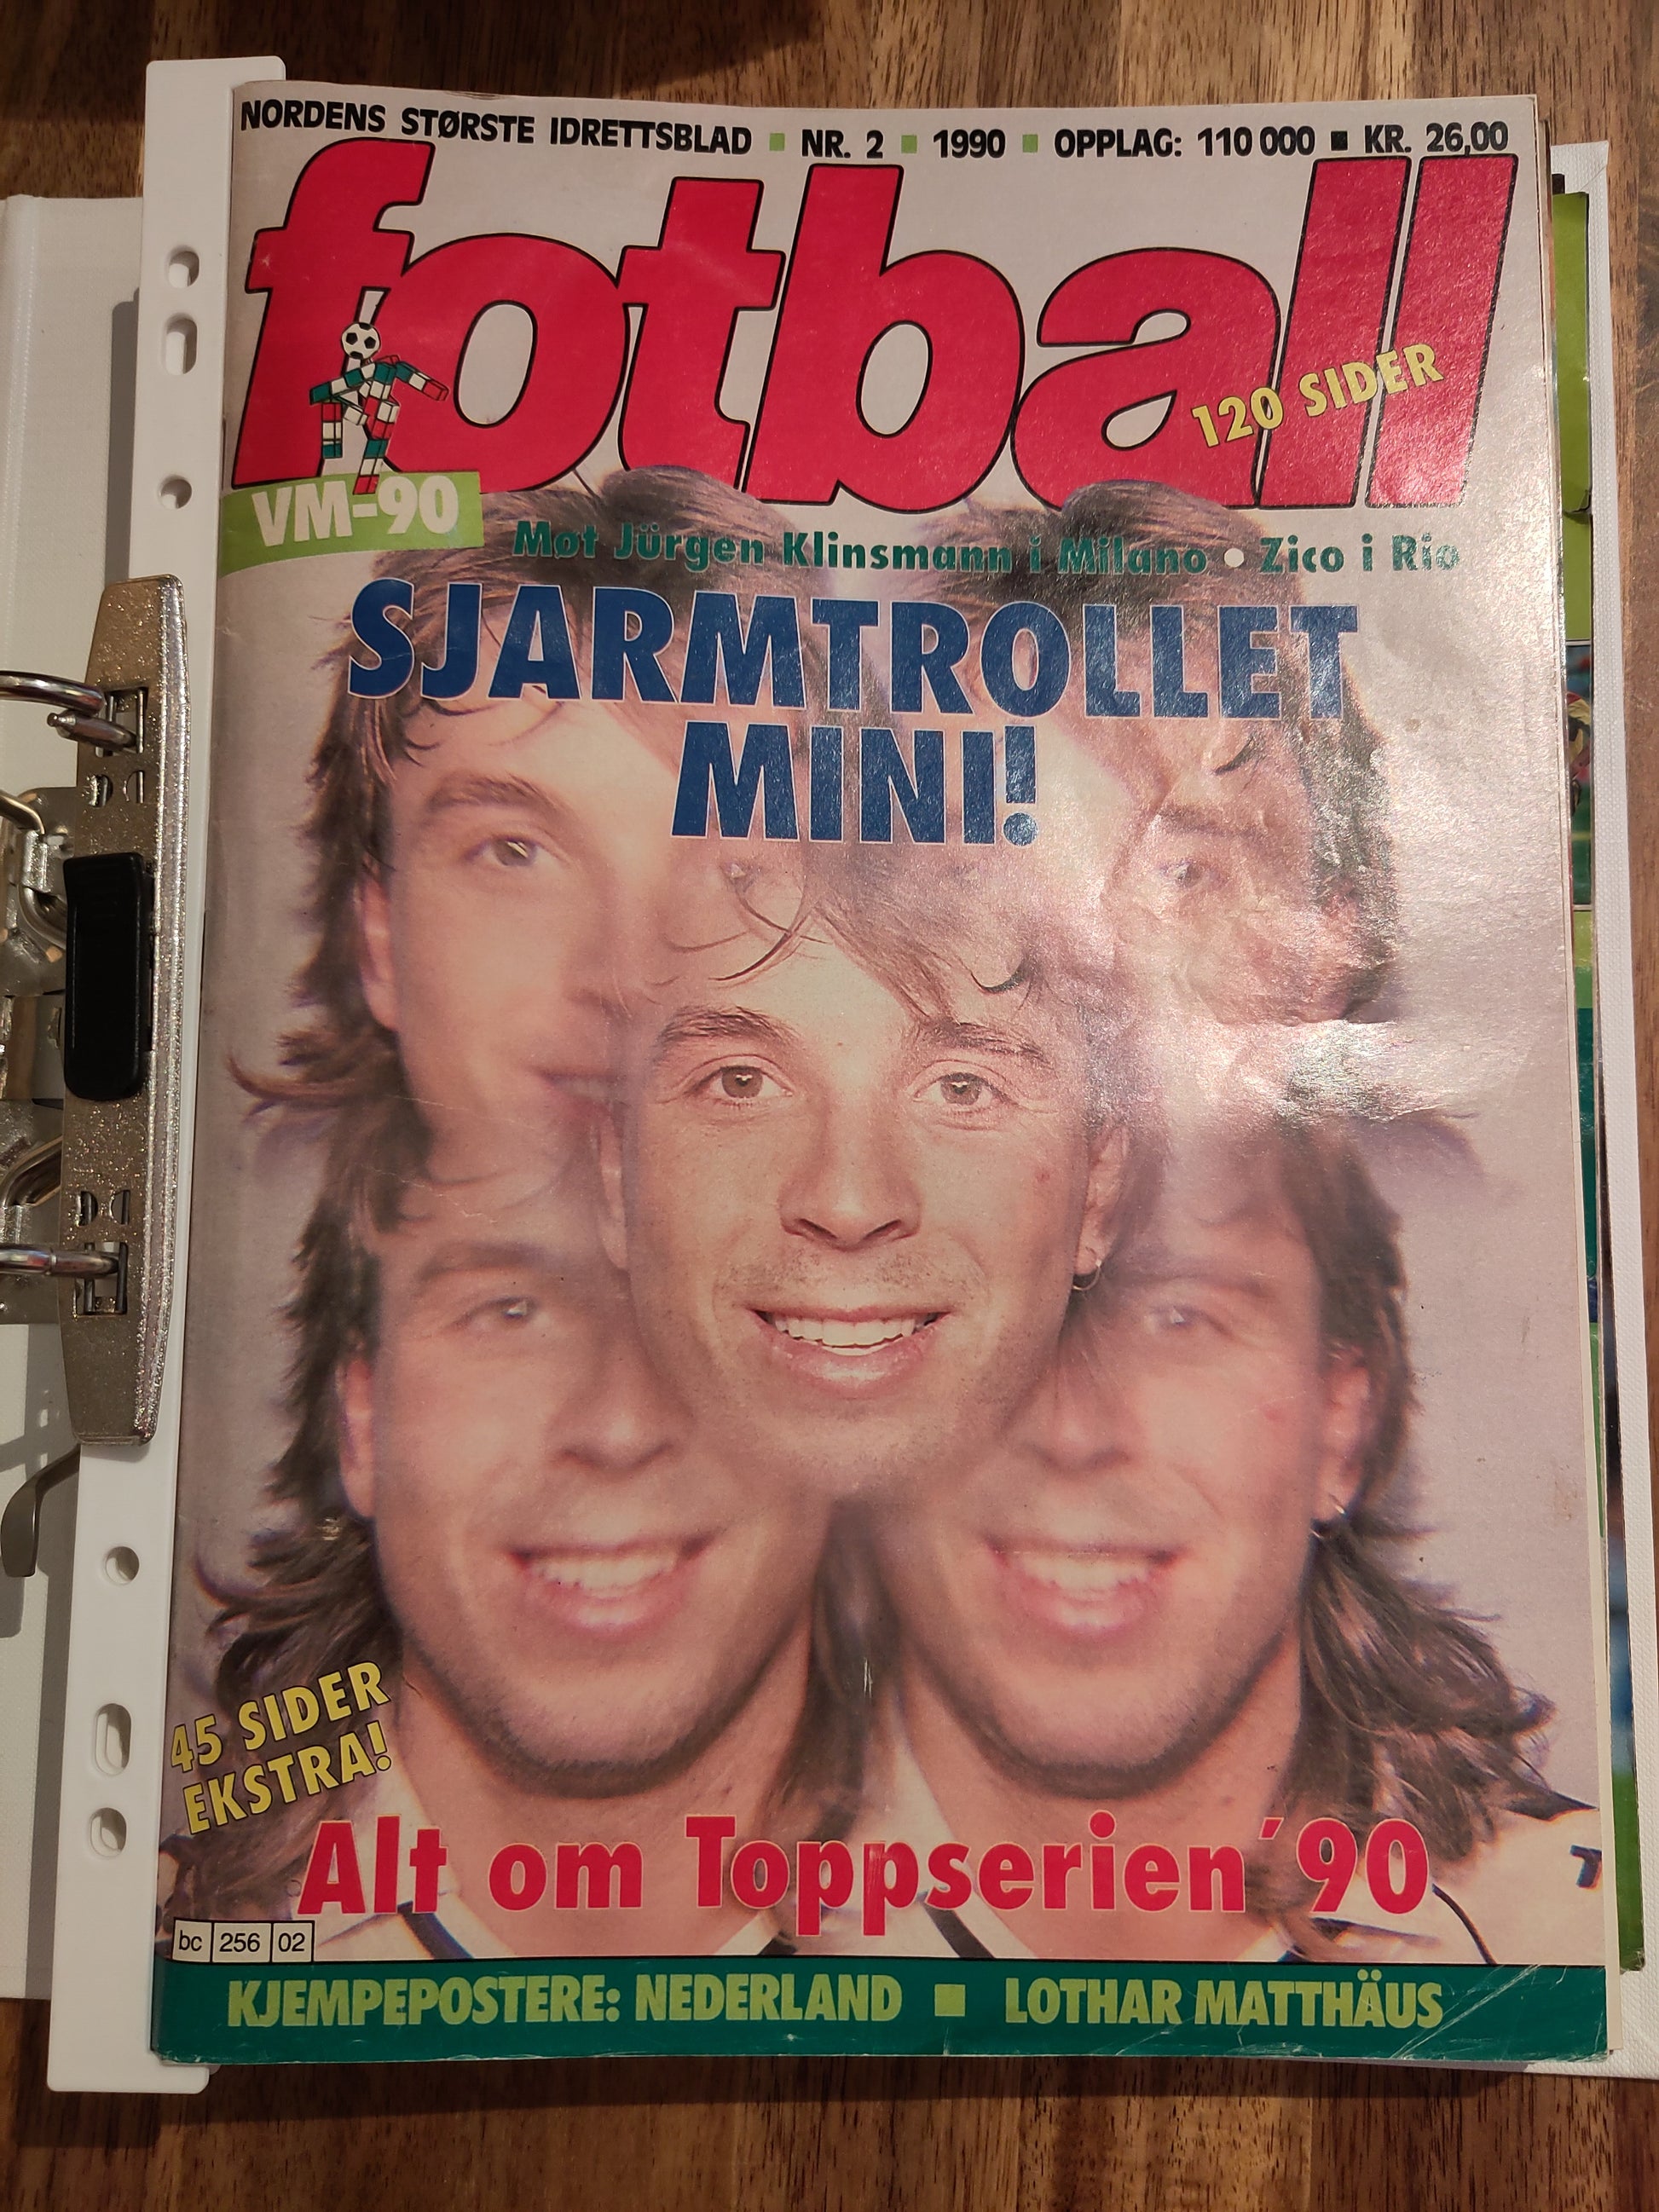 NORDENS STØRSTE IDRETTSBLAD ■ NR. 2 ■ 1990 ■ OPPLAG: 110 000 ■ KR. 26,00
fotball
120 SIDER
VM-90
Møt Jürgen Klinsmann i Milano • Zico i Rio
SJARMTROLLET
MINI!
45 SIDER
EKSTRA!
Alt om Toppserien '90
7
bc 256 02
KJEMPEPOSTERE: NEDERLAND ■ LOTHAR MATTHÄUS